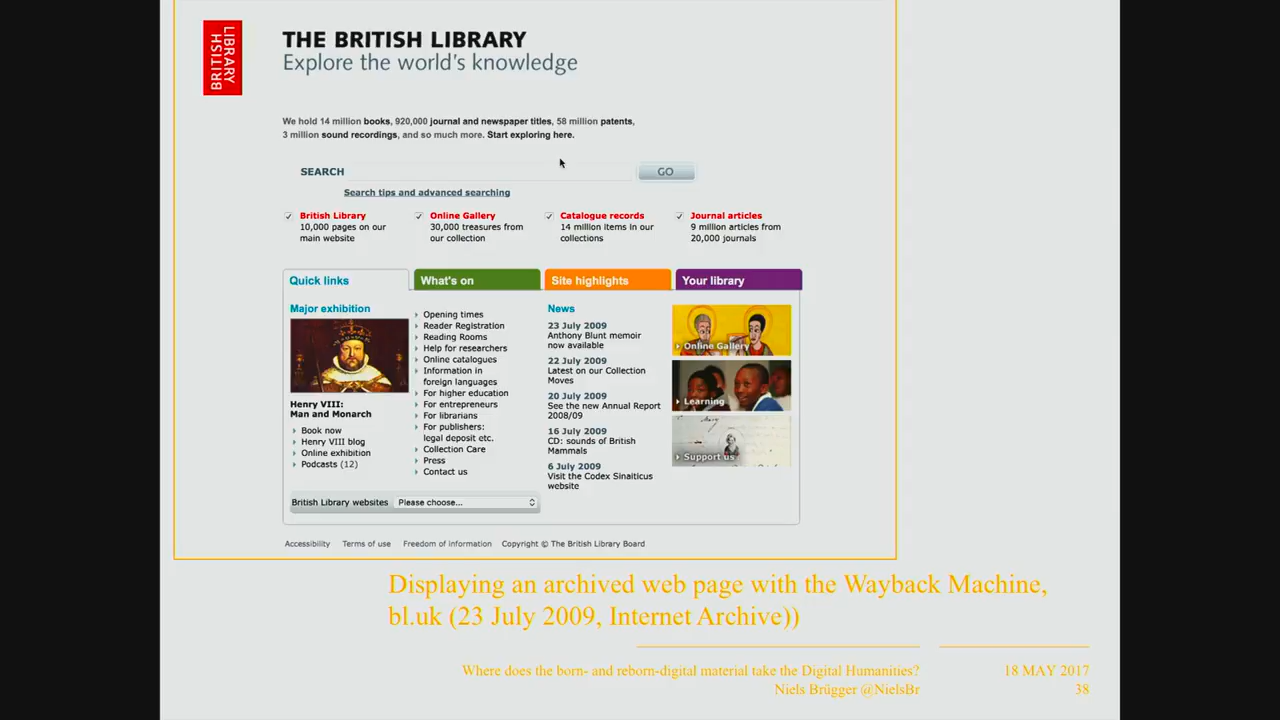 LIBRARY
BRITISH
THE BRITISH LIBRARY
Explore the world's knowledge
We hold 14 million books, 920,000 journal and newspaper titles, 58 million patents,
3 million sound recordings, and so much more. Start exploring here.
SEARCH
GO
Search tips and advanced searching
British Library
10,000 pages on our
main website
Online Gallery
30,000 treasures from
our collection
Catalogue records
14 million items in our
collections
Journal articles
9 million articles from
20,000 journals
Quick links
What's on
Site highlights
Your library
Major exhibition
Henry VIII:
Man and Monarch
Book now
Henry VIII blog
Online exhibition
Podcasts (12)
Opening times
Reader Registration
Reading Rooms
Help for researchers
Online catalogues
Information in
foreign languages
For higher education
For entrepreneurs
For librarians
For publishers:
legal deposit etc.
Collection Care
Press
Contact us
News
23 July 2009
Anthony Blunt memoir
now available
22 July 2009
Latest on our Collection
Moves
20 July 2009
See the new Annual Report
2008/09
16 July 2009
CD: sounds of British
Mammals
6 July 2009
Visit the Codex Sinaiticus
website
Online Gallery
Learning
Support us
British Library websites
Please choose...
Accessibility Terms of use Freedom of information Copyright © The British Library Board
Displaying an archived web page with the Wayback Machine,
bl.uk (23 July 2009, Internet Archive))
Where does the born- and reborn-digital material take the Digital Humanities?
Niels Brügger @NielsBr
18 MAY 2017
38